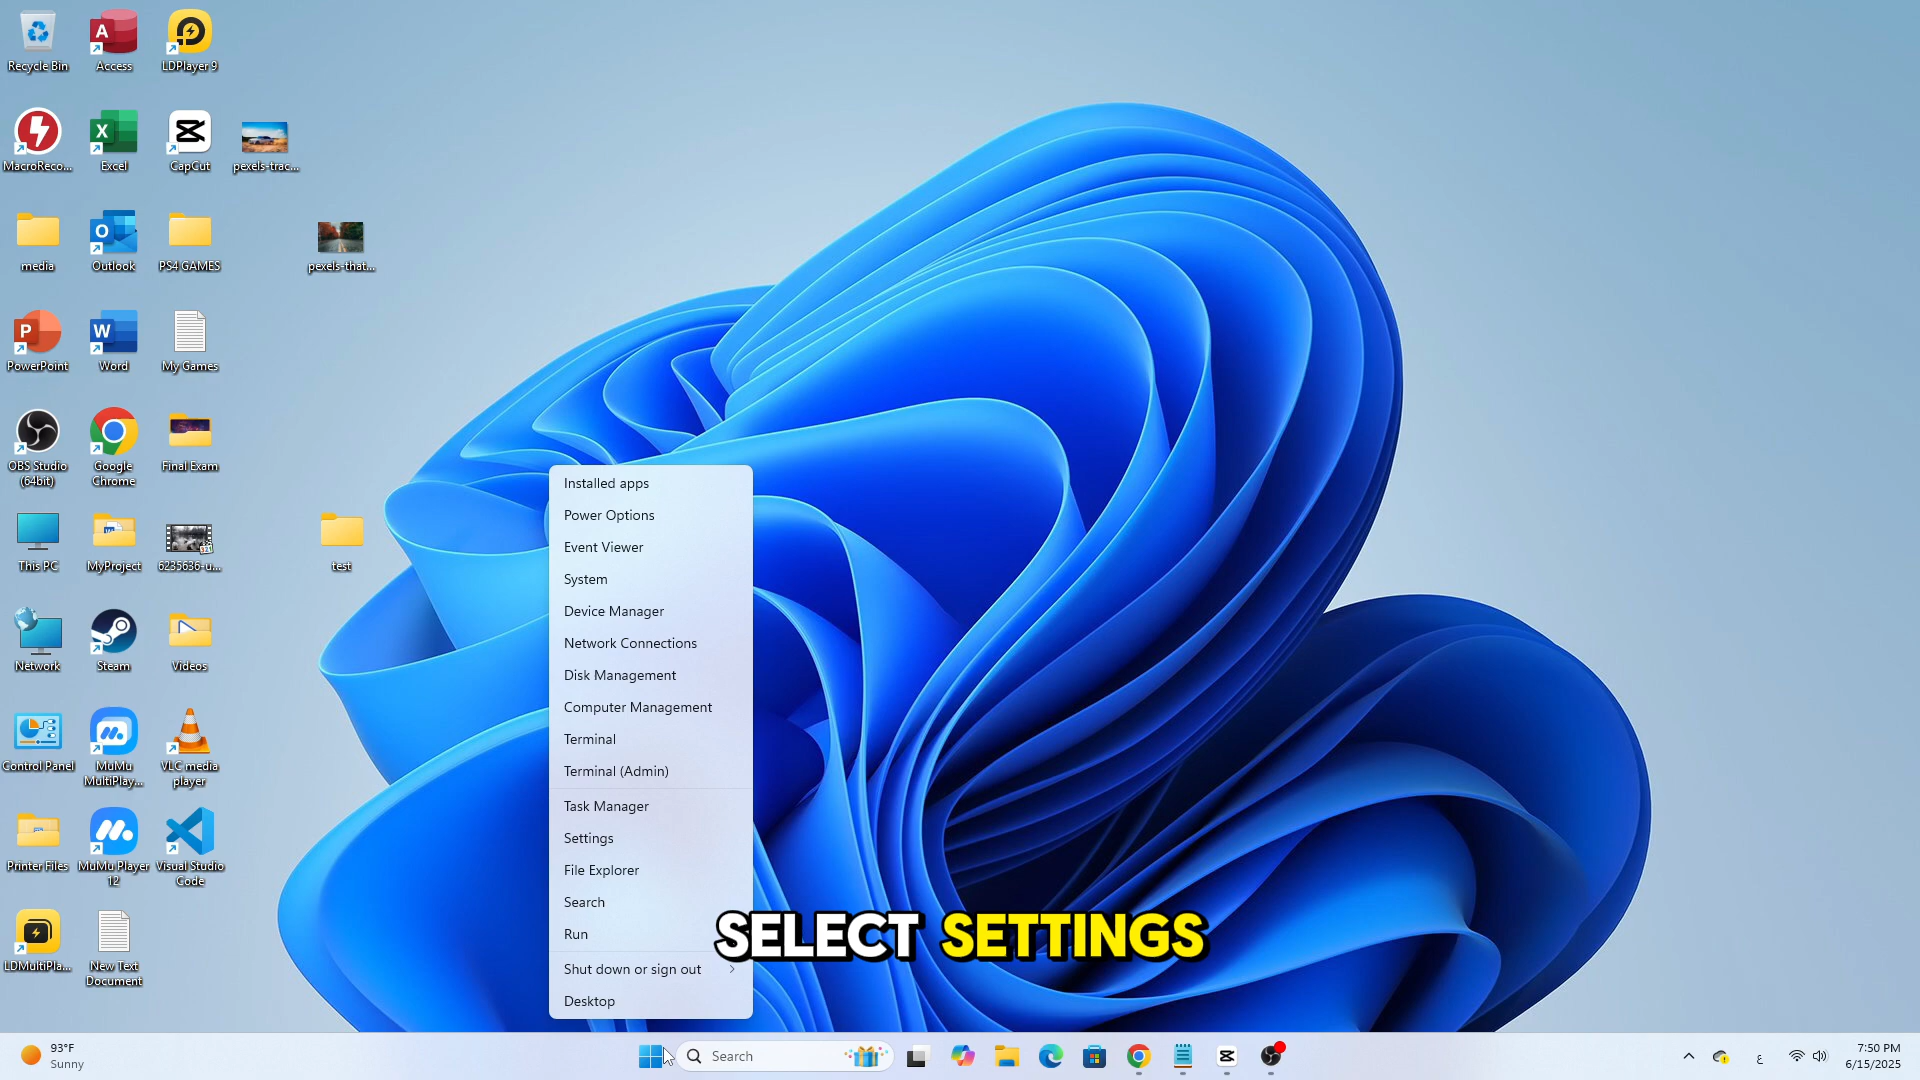 Recycle Bin
Access
LDPlayer 9
MacroReco...
Excel
CapCut
pexels-trac...
media
Outlook
PS4 GAMES
pexels-that...
PowerPoint
Word
My Games
OBS Studio
(64bit)
Google
Chrome
Final Exam
This PC
MyProject
6235636-u...
test
Network
Steam
Videos
Control Panel
MuMu
MultiPlay...
VLC media
player
Printer Files
MuMu Player
12
Visual Studio
Code
LDMultiPla...
New Text
Document
Installed apps
Power Options
Event Viewer
System
Device Manager
Network Connections
Disk Management
Computer Management
Terminal
Terminal (Admin)
Task Manager
Settings
File Explorer
Search
Run
Shut down or sign out
Desktop
SELECT SETTINGS
93°F
Sunny
Search
ع
7:50 PM
6/15/2025